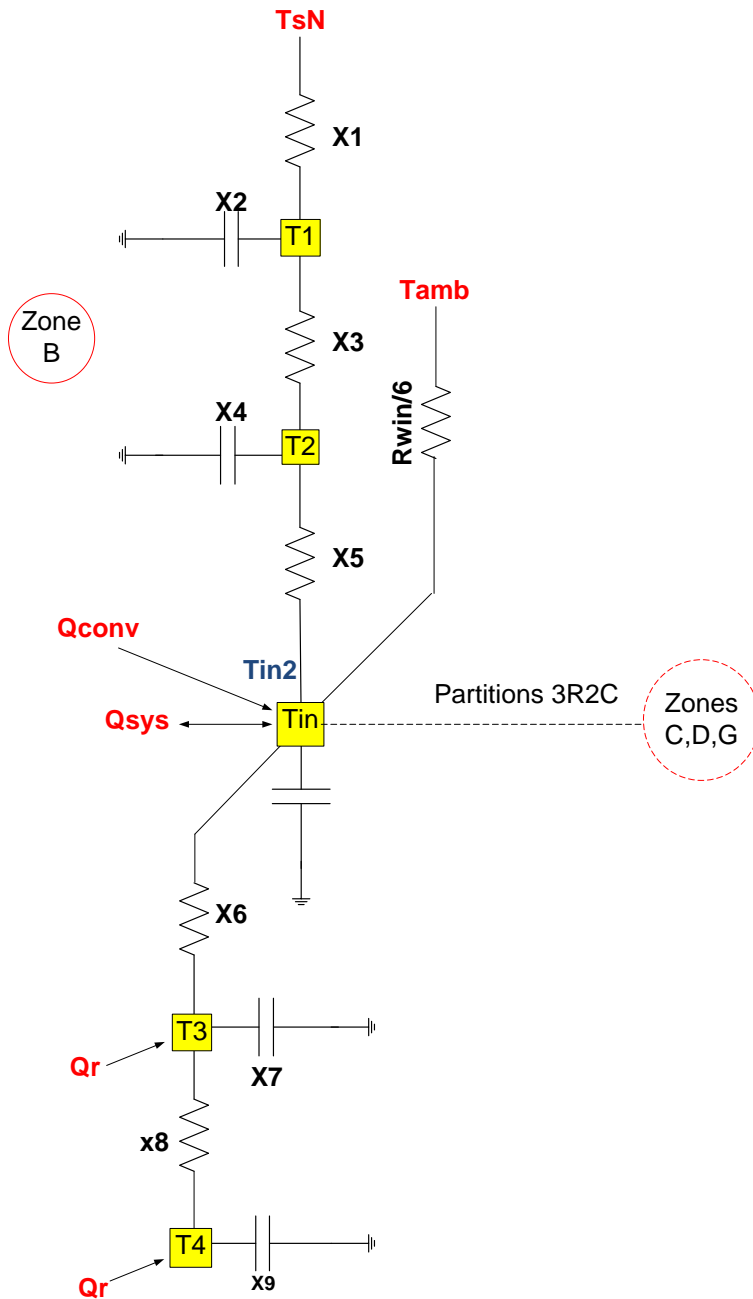 TsN
X1
X2
T1
Tamb
Zone
B
X3
X4
Rwin/6
T2
X5
Qconv
Tin2
Partitions 3R2C
Zones
C,D,G
Qsys
Tin
X6
T3
Qr
X7
x8
T4
X9
Qr